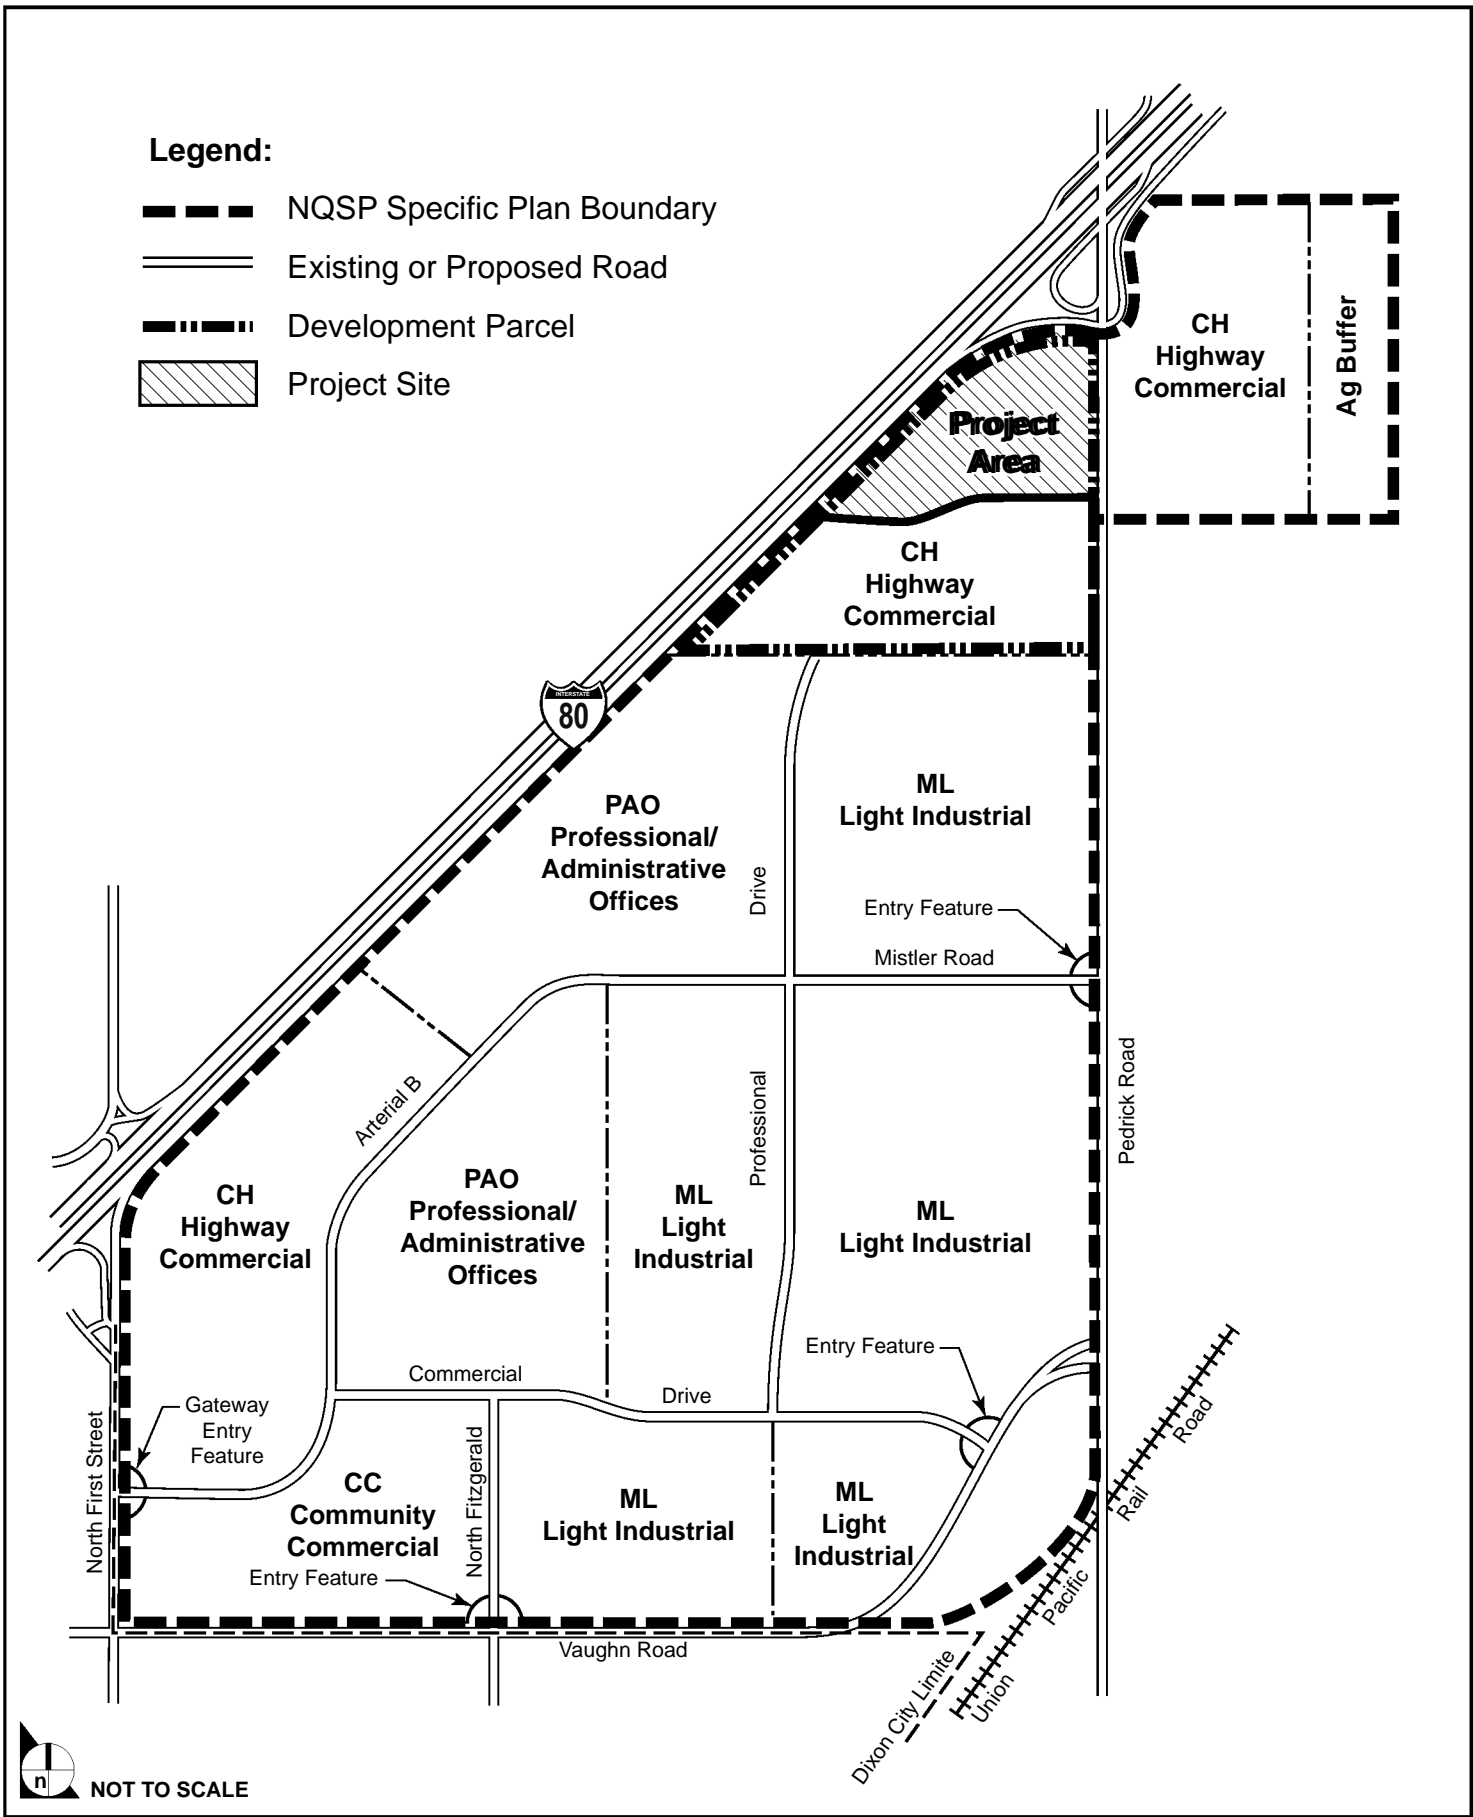 Legend:
NQSP Specific Plan Boundary
Existing or Proposed Road
Development Parcel
Project Site
CH
Highway
Commercial
Ag Buffer
Project
Area
CH
Highway
Commercial
INTERSTATE
80
PAO
Professional/
Administrative
Offices
Drive
ML
Light Industrial
Entry Feature
Mistler Road
Pedrick Road
Arterial B
Professional
CH
Highway
Commercial
PAO
Professional/
Administrative
Offices
ML
Light
Industrial
ML
Light Industrial
Entry Feature
Commercial
Drive
Gateway
Entry
Feature
North First Street
CC
Community
Commercial
North Fitzgerald
ML
Light Industrial
ML
Light
Industrial
Entry Feature
Vaughn Road
Dixon City Limite
Union
Pacific
Rail
Road
n
NOT TO SCALE